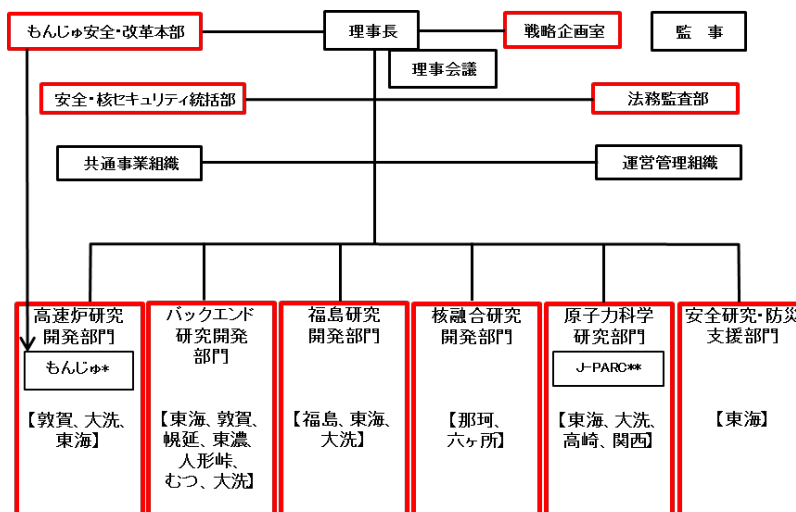 もんじゅ安全・改革本部
理事長
戦略企画室
監　事
理事会議
安全・核セキュリティ統括部
法務監査部
共通事業組織
運営管理組織
高速炉研究
開発部門
もんじゅ*
【敦賀、大洗、
東海】
バックエンド
研究開発
部門
【東海、敦賀、
幌延、東濃、
人形峠、
むつ、大洗】
福島研究
開発部門
【福島、東海、
大洗】
核融合研究
開発部門
【那珂、
六ヶ所】
原子力科学
研究部門
J-PARC**
【東海、大洗、
高崎、関西】
安全研究・防災
支援部門
【東海】